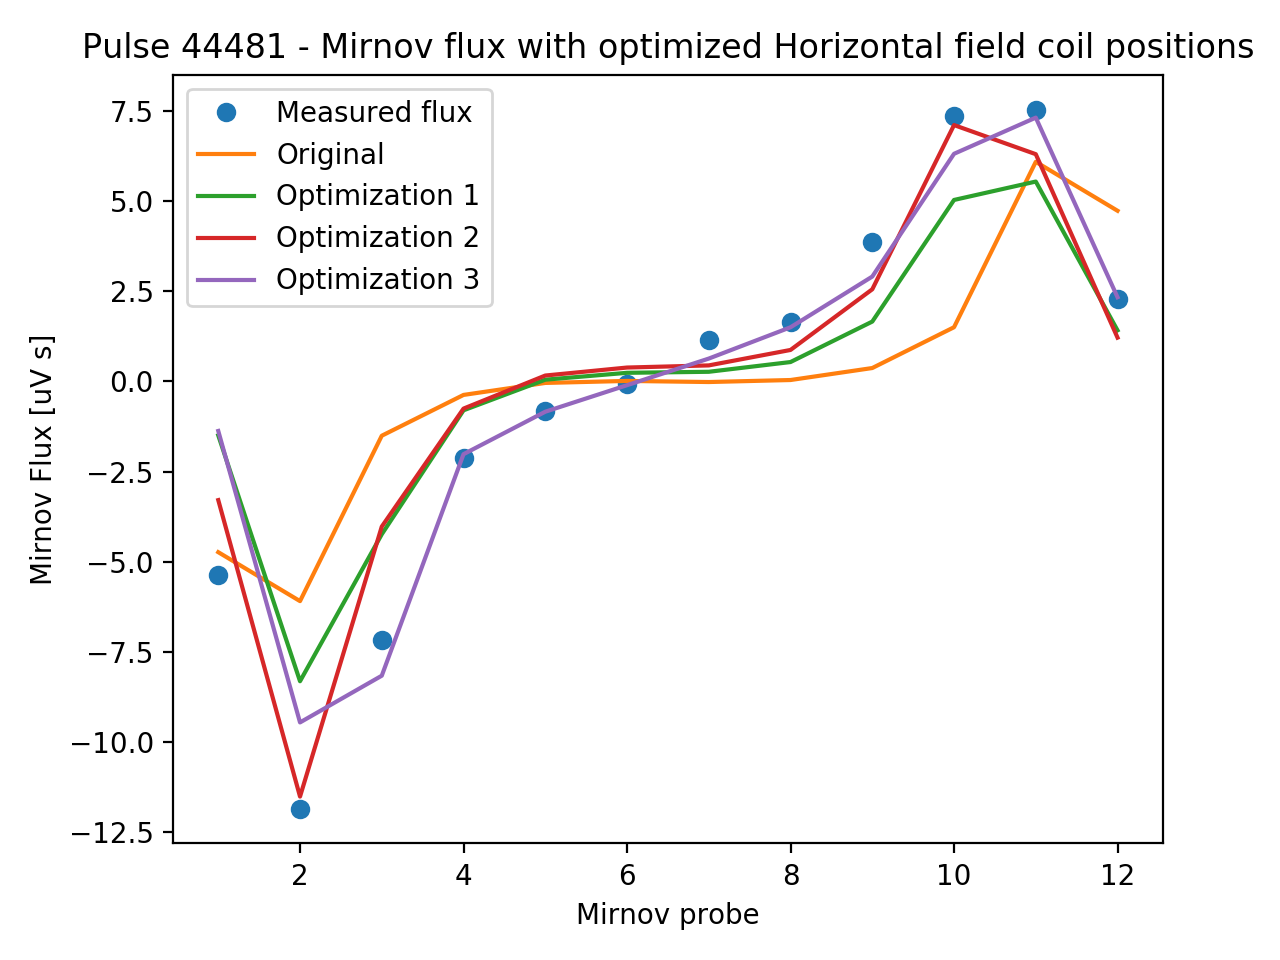 Pulse 44481 - Mirnov flux with optimized Horizontal field coil positions
7.5
5.0
2.5
0.0
−2.5
−5.0
−7.5
−10.0
−12.5
Mirnov Flux [uV s]
Measured flux
Original
Optimization 1
Optimization 2
Optimization 3
2 4 6 8 10 12
Mirnov probe